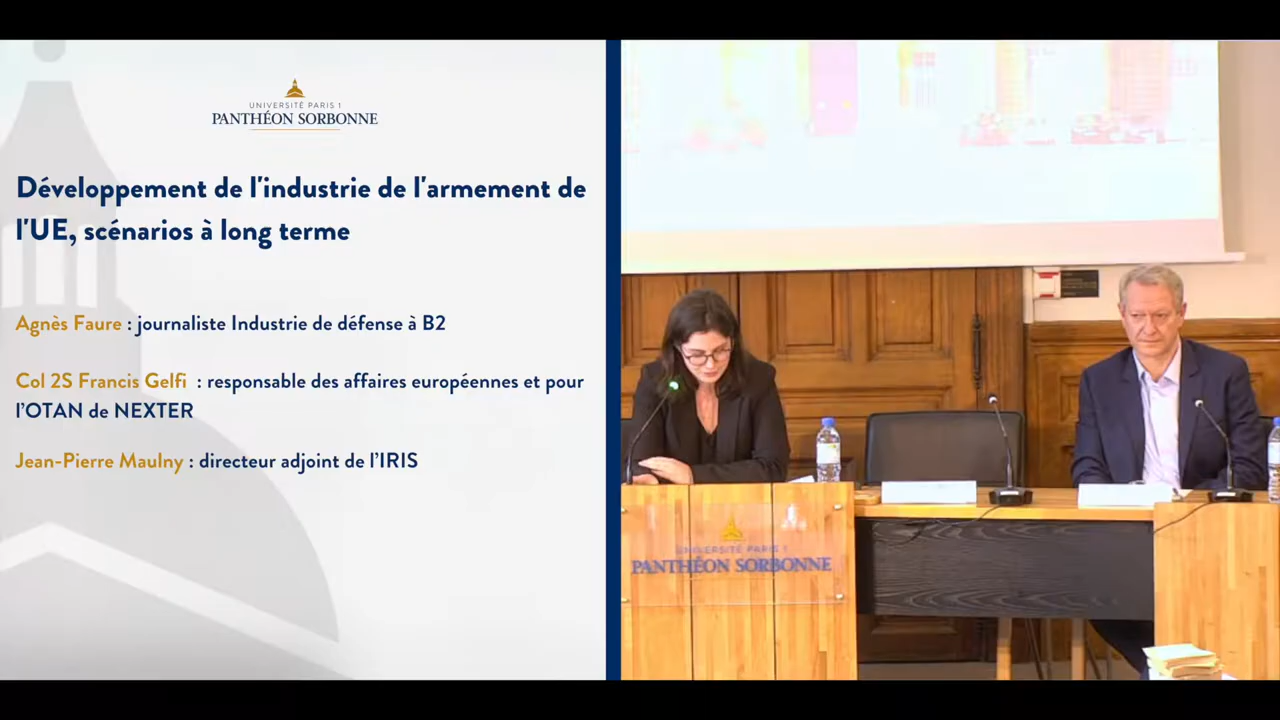 UNIVERSITÉ PARIS 1
PANTHÉON SORBONNE
Développement de l'industrie de l'armement de
l'UE, scénarios à long terme
Agnès Faure : journaliste Industrie de défense à B2
Col 2S Francis Gelfi : responsable des affaires européennes et pour
l'OTAN de NEXTER
Jean-Pierre Maulny : directeur adjoint de l'IRIS
UNIVERSITÉ PARIS 1
PANTHÉON SORBONNE